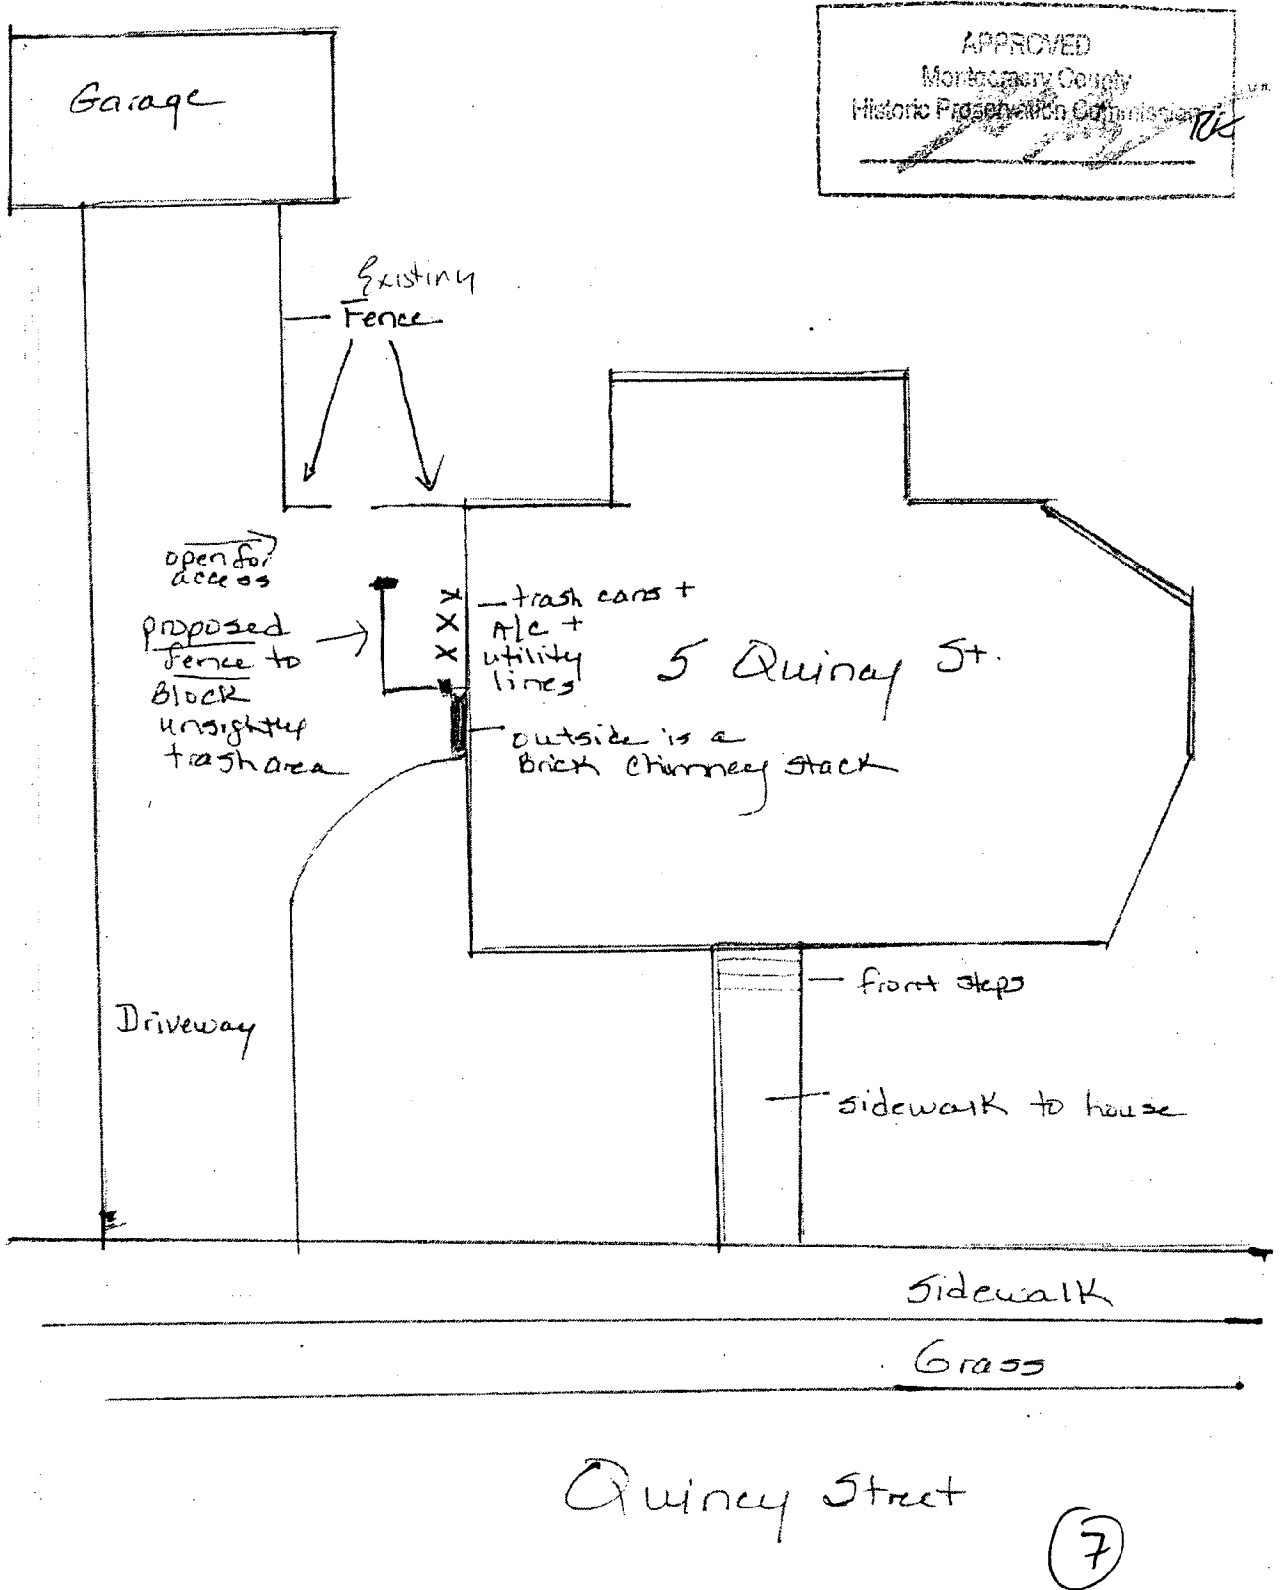 APPROVED
Montgomery County
Historic Preservation Commission
RK
Garage
Existing
Fence
open for
access
proposed
fence to
Block
unsightly
trash area
trash cans +
A/C +
utility
lines
5 Quincy St.
outside is a
Brick Chimney stack
front steps
Driveway
sidewalk to house
Sidewalk
Grass
Quincy Street
7